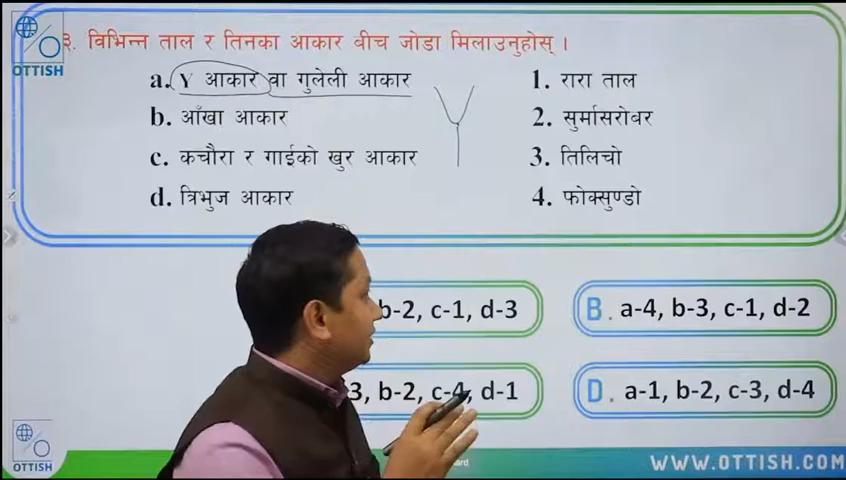 OTTISH
३. विभिन्न ताल र तिनका आकार बीच जोडा मिलाउनुहोस् ।
a. Y आकार वा गुलेली आकार
1. रारा ताल
b. आँखा आकार
2. सुर्मासरोबर
c. कचौरा र गाईको खुर आकार
3. तिलिचो
d. त्रिभुज आकार
4. फोक्सुण्डो
Y
b-2, c-1, d-3
B. a-4, b-3, c-1, d-2
3, b-2, c-4, d-1
D. a-1, b-2, c-3, d-4
OTTISH
WWW.OTTISH.COM